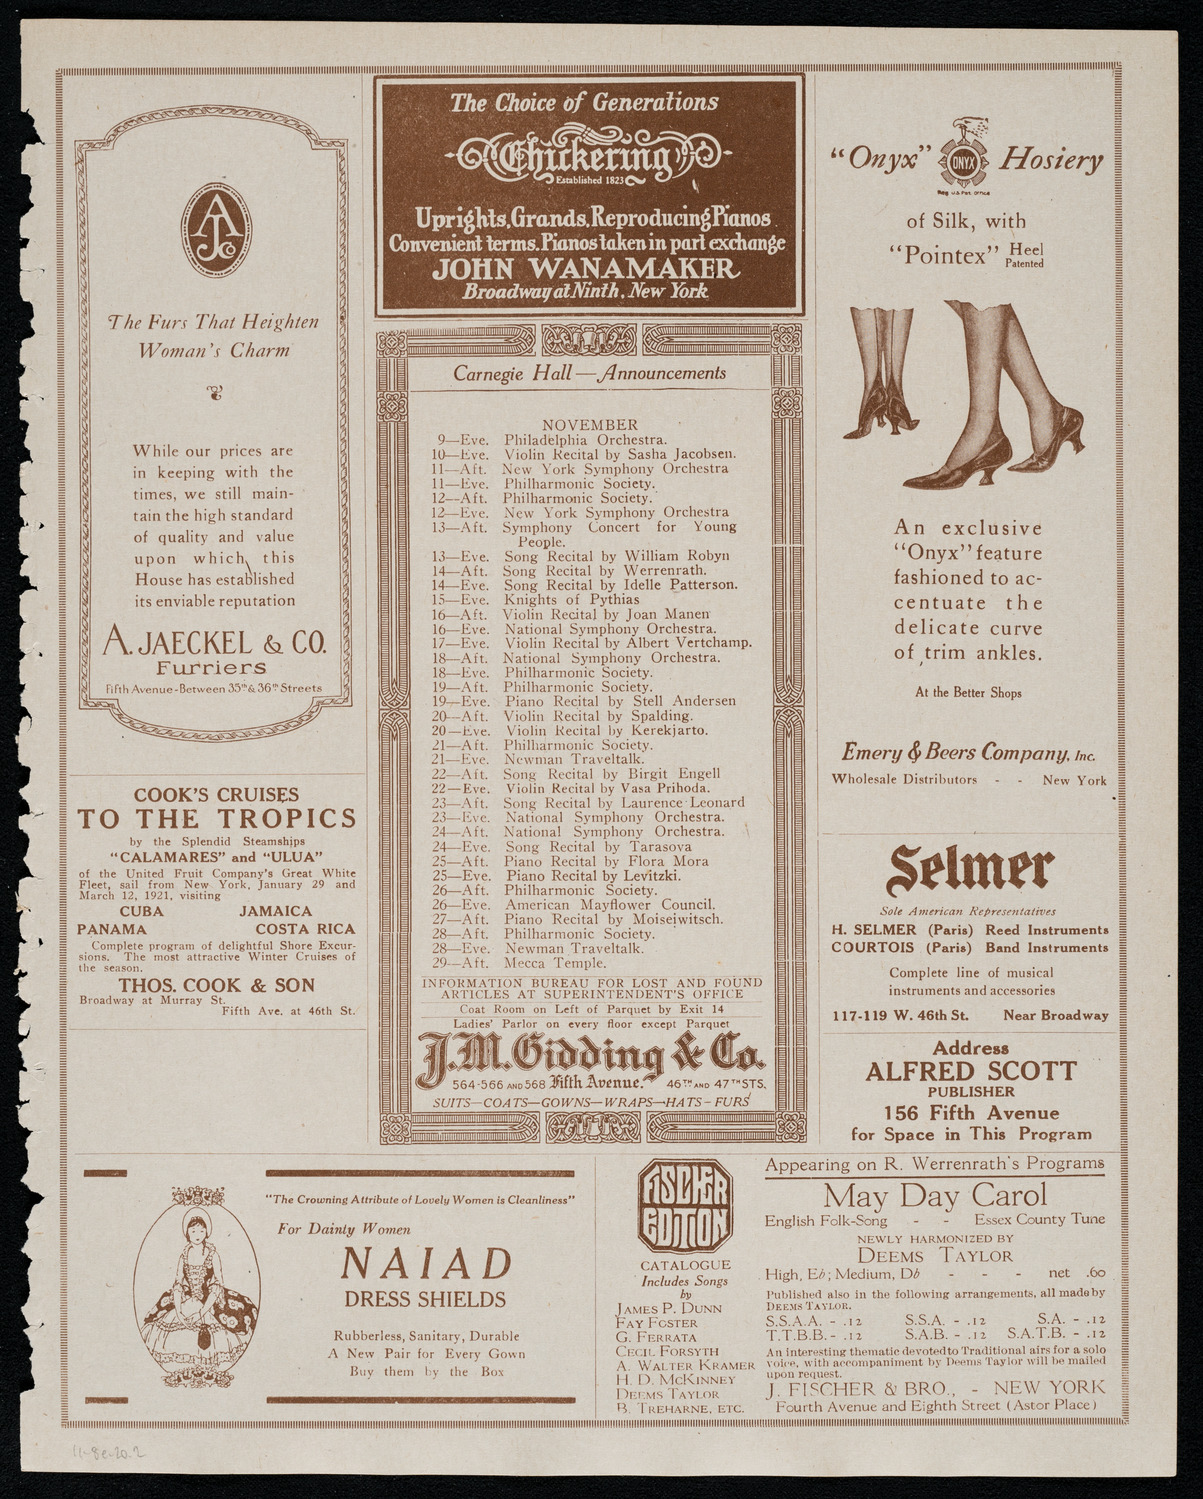 AJCo
The Furs That Heighten
Woman's Charm
While our prices are
in keeping with the
times, we still main-
tain the high standard
of quality and value
upon which, this
House has established
its enviable reputation
A. JAECKEL & CO.
Furriers
Fifth Avenue-Between 35th & 36th Streets
COOK'S CRUISES
TO THE TROPICS
by the Splendid Steamships
"CALAMARES" and "ULUA"
of the United Fruit Company's Great White
Fleet, sail from New York, January 29 and
March 12, 1921, visiting
CUBA JAMAICA
PANAMA COSTA RICA
Complete program of delightful Shore Excur-
sions. The most attractive Winter Cruises of
the season.
THOS. COOK & SON
Broadway at Murray St.
Fifth Ave. at 46th St.
The Choice of Generations
Chickering
Established 1823
Uprights, Grands, Reproducing Pianos
Convenient terms. Pianos taken in part exchange
JOHN WANAMAKER
Broadway at Ninth, New York
Carnegie Hall—Announcements
NOVEMBER
9—Eve. Philadelphia Orchestra.
10—Eve. Violin Recital by Sasha Jacobsen.
11—Aft. New York Symphony Orchestra
11—Eve. Philharmonic Society.
12—Aft. Philharmonic Society.
12—Eve. New York Symphony Orchestra
13—Aft. Symphony Concert for Young
People.
13—Eve. Song Recital by William Robyn
14—Aft. Song Recital by Werrenrath.
14—Eve. Song Recital by Idelle Patterson.
15—Eve. Knights of Pythias
16—Aft. Violin Recital by Joan Manen
16—Eve. National Symphony Orchestra.
17—Eve. Violin Recital by Albert Vertchamp.
18—Aft. National Symphony Orchestra.
18—Eve. Philharmonic Society.
19—Aft. Philharmonic Society.
19—Eve. Piano Recital by Stell Andersen
20—Aft. Violin Recital by Spalding.
20—Eve. Violin Recital by Kerekjarto.
21—Aft. Philharmonic Society.
21—Eve. Newman Traveltalk.
22—Aft. Song Recital by Birgit Engell
22—Eve. Violin Recital by Vasa Prihoda.
23—Aft. Song Recital by Laurence Leonard
23—Eve. National Symphony Orchestra.
24—Aft. National Symphony Orchestra.
24—Eve. Song Recital by Tarasova
25—Aft. Piano Recital by Flora Mora
25—Eve. Piano Recital by Levitzki.
26—Aft. Philharmonic Society.
26—Eve. American Mayflower Council.
27—Aft. Piano Recital by Moiseiwitsch.
28—Aft. Philharmonic Society.
28—Eve. Newman Traveltalk.
29—Aft. Mecca Temple.
INFORMATION BUREAU FOR LOST AND FOUND
ARTICLES AT SUPERINTENDENT'S OFFICE
Coat Room on Left of Parquet by Exit 14
Ladies' Parlor on every floor except Parquet
J.M. Gidding & Co.
564-566 AND 568 Fifth Avenue. 46TH AND 47TH STS.
SUITS—COATS—GOWNS—WRAPS—HATS—FURS
"Onyx" ONYX Hosiery
Reg. U.S. Pat. Office
of Silk, with
"Pointex" Heel
Patented
An exclusive
"Onyx" feature
fashioned to ac-
centuate the
delicate curve
of trim ankles.
At the Better Shops
Emery & Beers Company, Inc.
Wholesale Distributors - - New York
Selmer
Sole American Representatives
H. SELMER (Paris) Reed Instruments
COURTOIS (Paris) Band Instruments
Complete line of musical
instruments and accessories
117-119 W. 46th St. Near Broadway
Address
ALFRED SCOTT
PUBLISHER
156 Fifth Avenue
for Space in This Program
"The Crowning Attribute of Lovely Women is Cleanliness"
For Dainty Women
NAIAD
DRESS SHIELDS
Rubberless, Sanitary, Durable
A New Pair for Every Gown
Buy them by the Box
FISCHER
EDITION
CATALOGUE
Includes Songs
by
JAMES P. DUNN
FAY FOSTER
G. FERRATA
CECIL FORSYTH
A. WALTER KRAMER
H. D. MCKINNEY
DEEMS TAYLOR
B. TREHARNE, ETC.
Appearing on R. Werrenrath's Programs
May Day Carol
English Folk-Song - - Essex County Tune
NEWLY HARMONIZED BY
DEEMS TAYLOR
High, E♭; Medium, D♭ - - - net .60
Published also in the following arrangements, all made by
DEEMS TAYLOR.
S.S.A.A. - .12 S.S.A. - .12 S.A. - .12
T.T.B.B. - .12 S.A.B. - .12 S.A.T.B. - .12
An interesting thematic devoted to Traditional airs for a solo
voice, with accompaniment by Deems Taylor will be mailed
upon request.
J. FISCHER & BRO., - NEW YORK
Fourth Avenue and Eighth Street (Astor Place)
11-8e-20.2